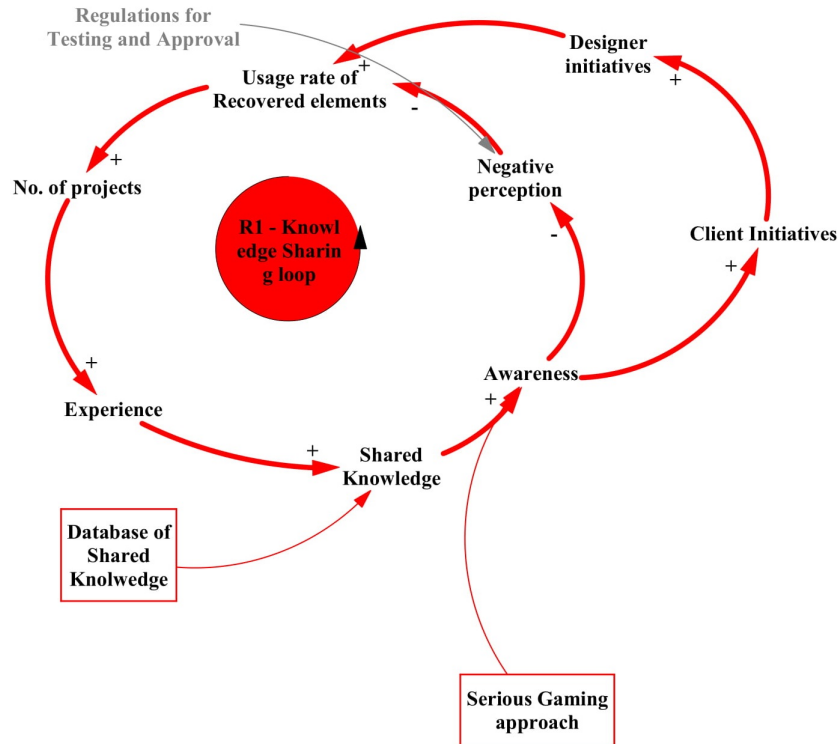 Regulations for
Testing and Approval
Designer
initiatives
+
+
Usage rate of
Recovered elements
-
+
No. of projects
Negative
perception
R1 - Knowl
edge Sharin
g loop
-
Client Initiatives
+
+
Awareness
+
Experience
+
Shared
Knowledge
Database of
Shared
Knolwedge
Serious Gaming
approach